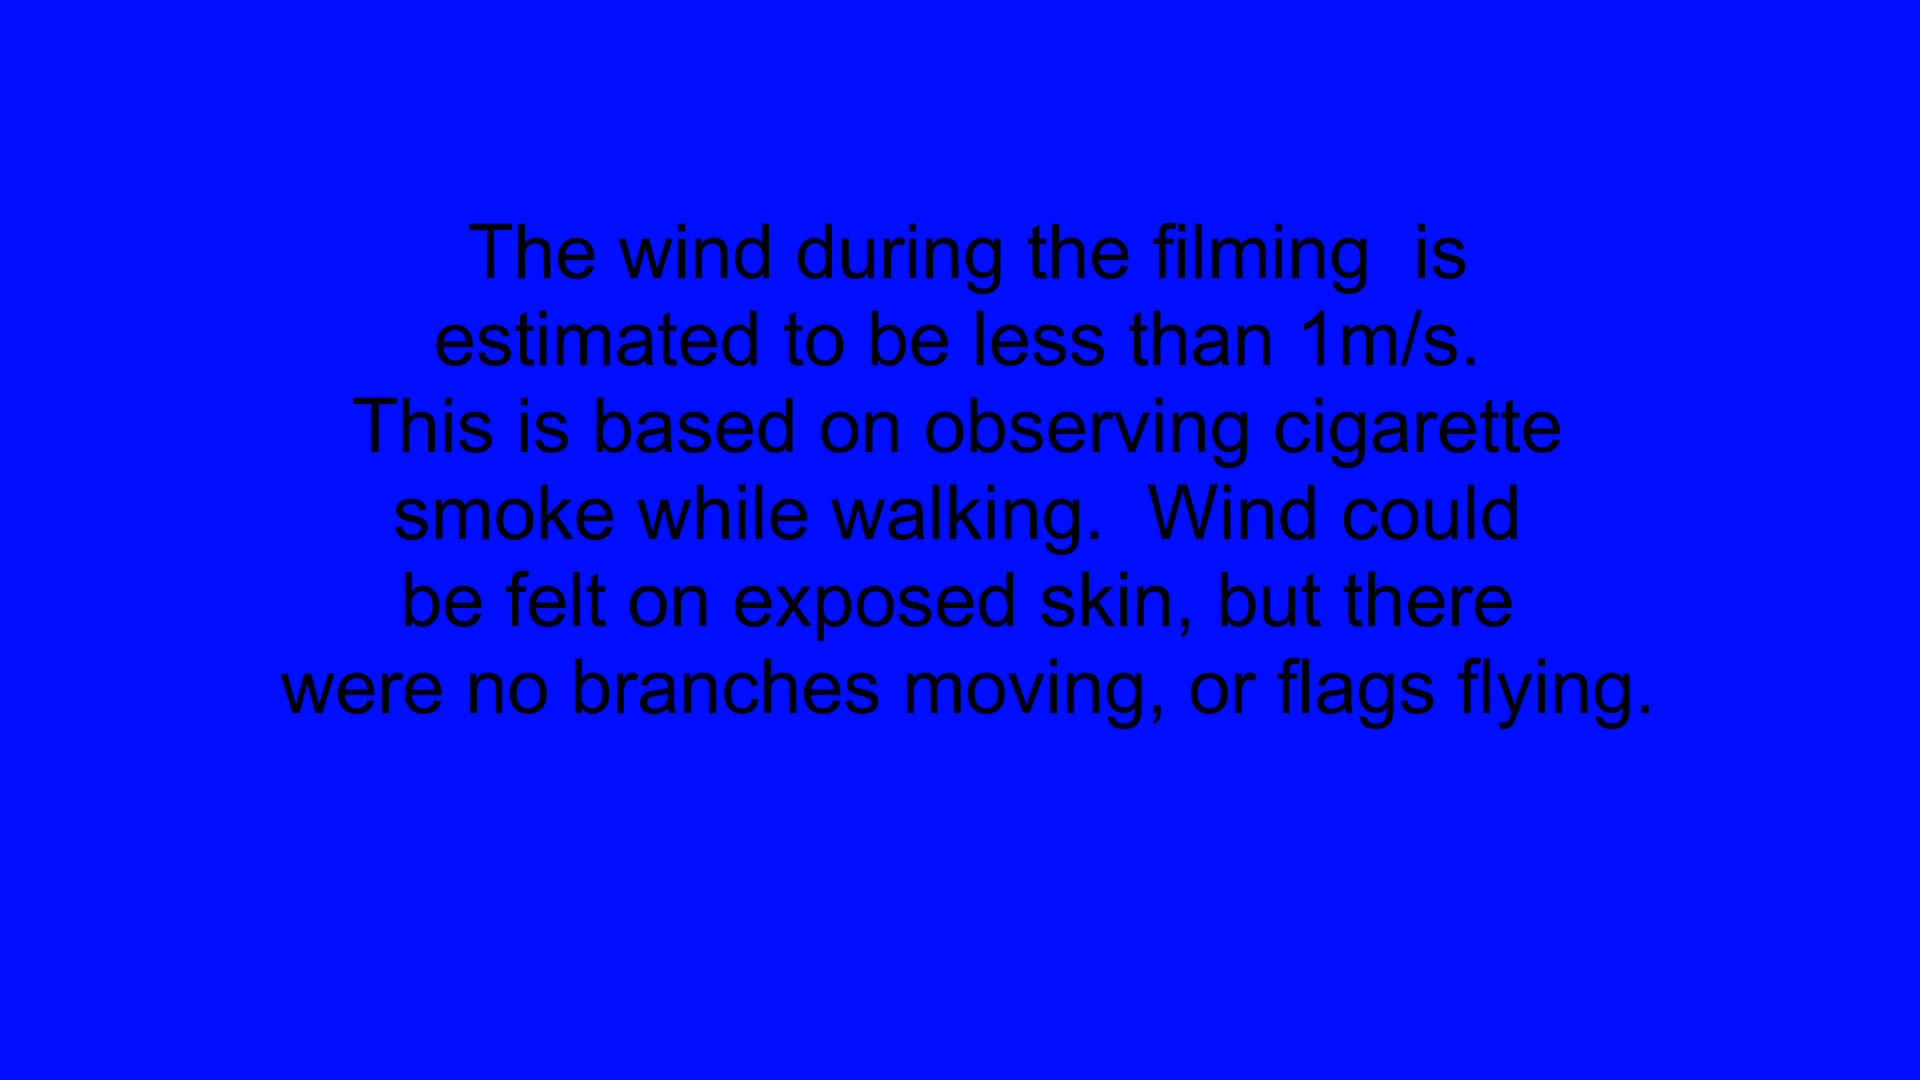 The wind during the filming  is
estimated to be less than 1m/s.
This is based on observing cigarette
smoke while walking.  Wind could
be felt on exposed skin, but there
were no branches moving, or flags flying.